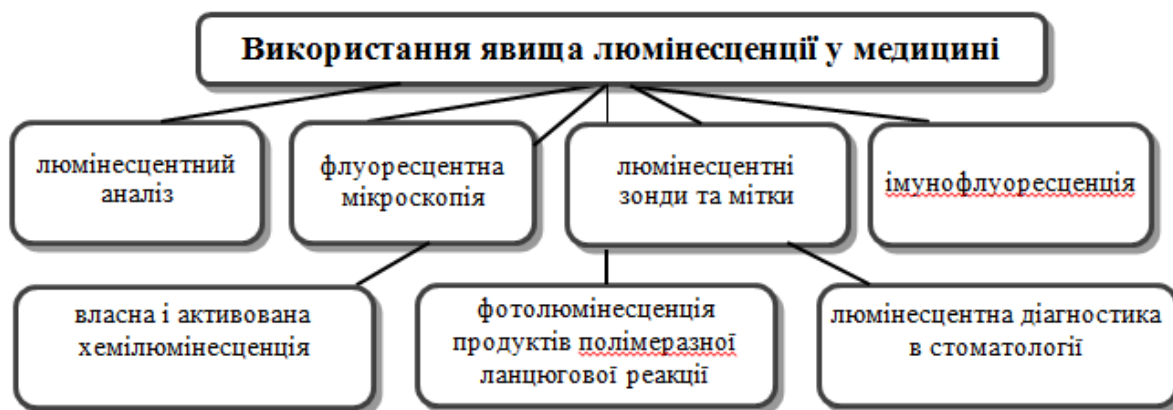 Використання явища люмінесценції у медицині
люмінесцентний
аналіз
флуоресцентна
мікроскопія
люмінесцентні
зонди та мітки
імунофлуоресценція
власна і активована
хемілюмінесценція
фотолюмінесценція
продуктів полімеразної
ланцюгової реакції
люмінесцентна діагностика
в стоматології